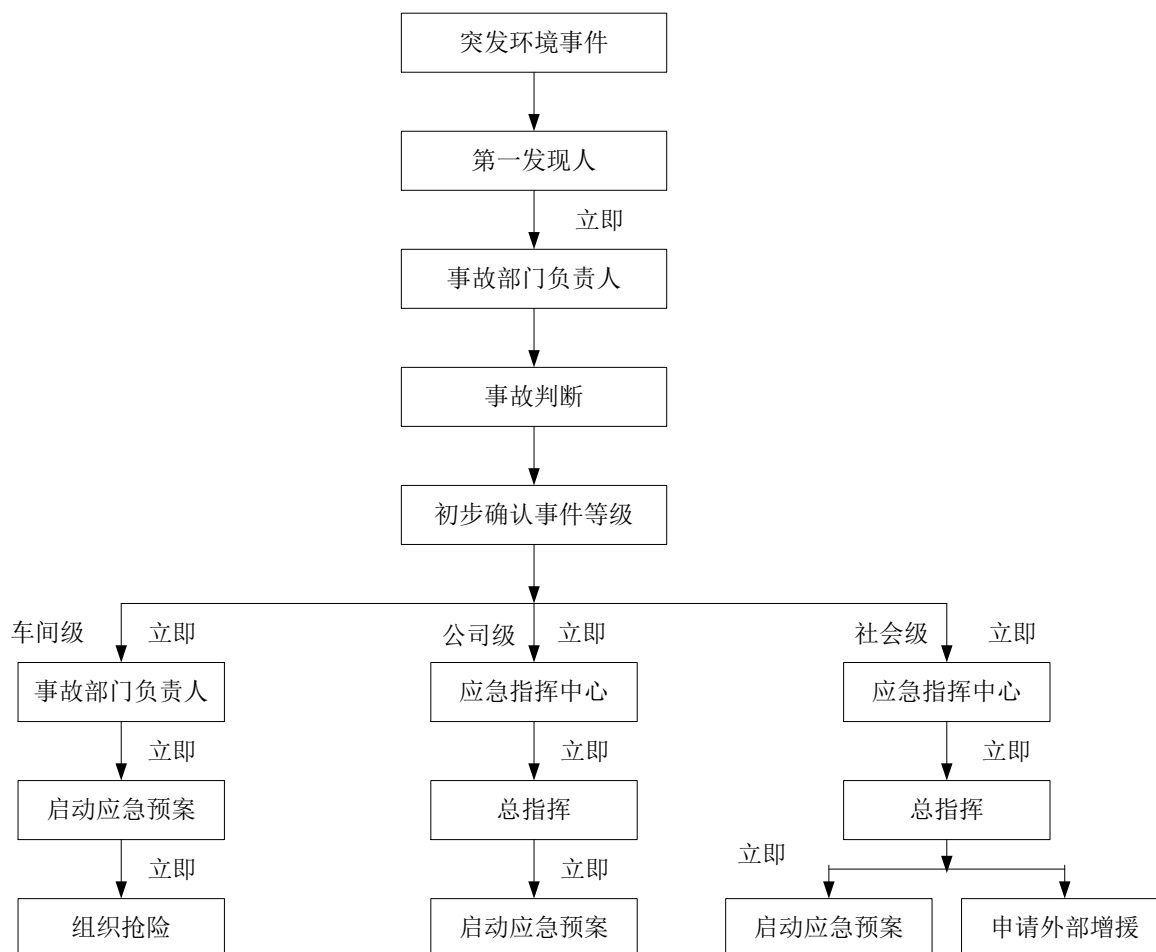 突发环境事件
第一发现人
立即
事故部门负责人
事故判断
初步确认事件等级
车间级 立即 公司级 立即 社会级 立即
事故部门负责人 应急指挥中心 应急指挥中心
立即 立即 立即
启动应急预案 总指挥 总指挥
立即 立即 立即
组织抢险 启动应急预案 启动应急预案 申请外部增援